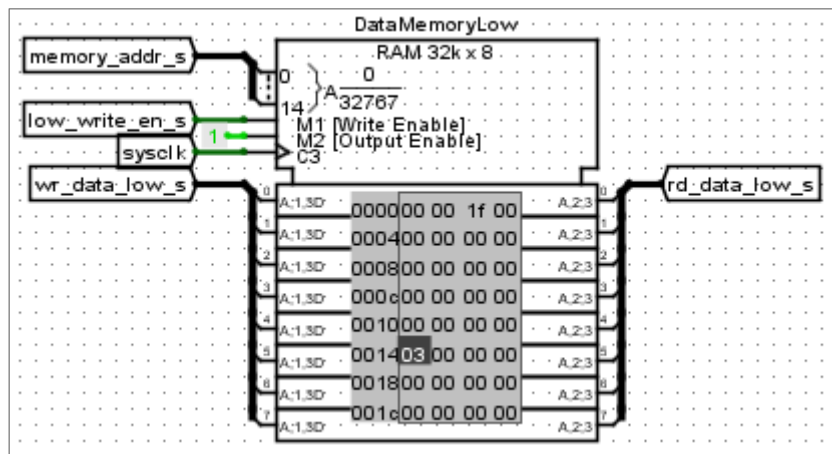 DataMemoryLow
RAM 32k x 8
memory_addr_s
0
14
A
0
32767
low_write_en_s
M1 [Write Enable]
1
M2 [Output Enable]
sysclk
C3
wr_data_low_s
rd_data_low_s
0 A;1,3D 0000 00 00 1f 00 A,2;3 0
1 A;1,3D 0004 00 00 00 00 A,2;3 1
2 A;1,3D 0008 00 00 00 00 A,2;3 2
3 A;1,3D 000c 00 00 00 00 A,2;3 3
4 A;1,3D 0010 00 00 00 00 A,2;3 4
5 A;1,3D 0014 03 00 00 00 A,2;3 5
6 A;1,3D 0018 00 00 00 00 A,2;3 6
7 A;1,3D 001c 00 00 00 00 A,2;3 7